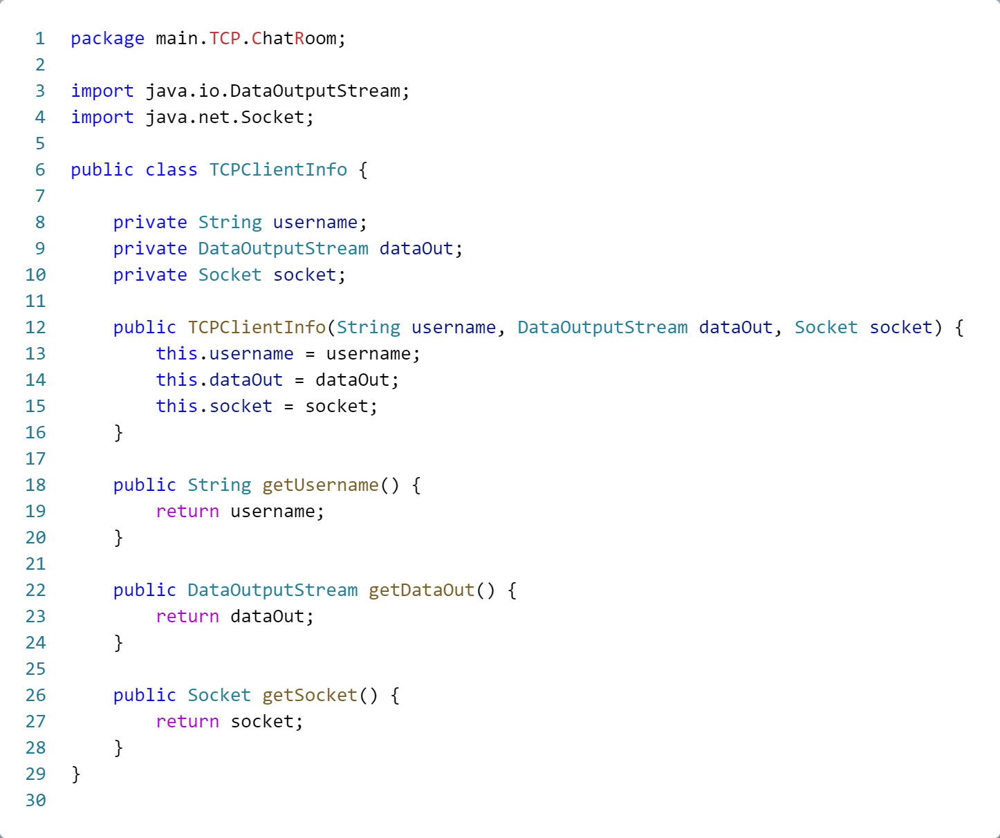 1 package main.TCP.ChatRoom;
2
3 import java.io.DataOutputStream;
4 import java.net.Socket;
5
6 public class TCPClientInfo {
7
8     private String username;
9     private DataOutputStream dataOut;
10     private Socket socket;
11
12     public TCPClientInfo(String username, DataOutputStream dataOut, Socket socket) {
13         this.username = username;
14         this.dataOut = dataOut;
15         this.socket = socket;
16     }
17
18     public String getUsername() {
19         return username;
20     }
21
22     public DataOutputStream getDataOut() {
23         return dataOut;
24     }
25
26     public Socket getSocket() {
27         return socket;
28     }
29 }
30